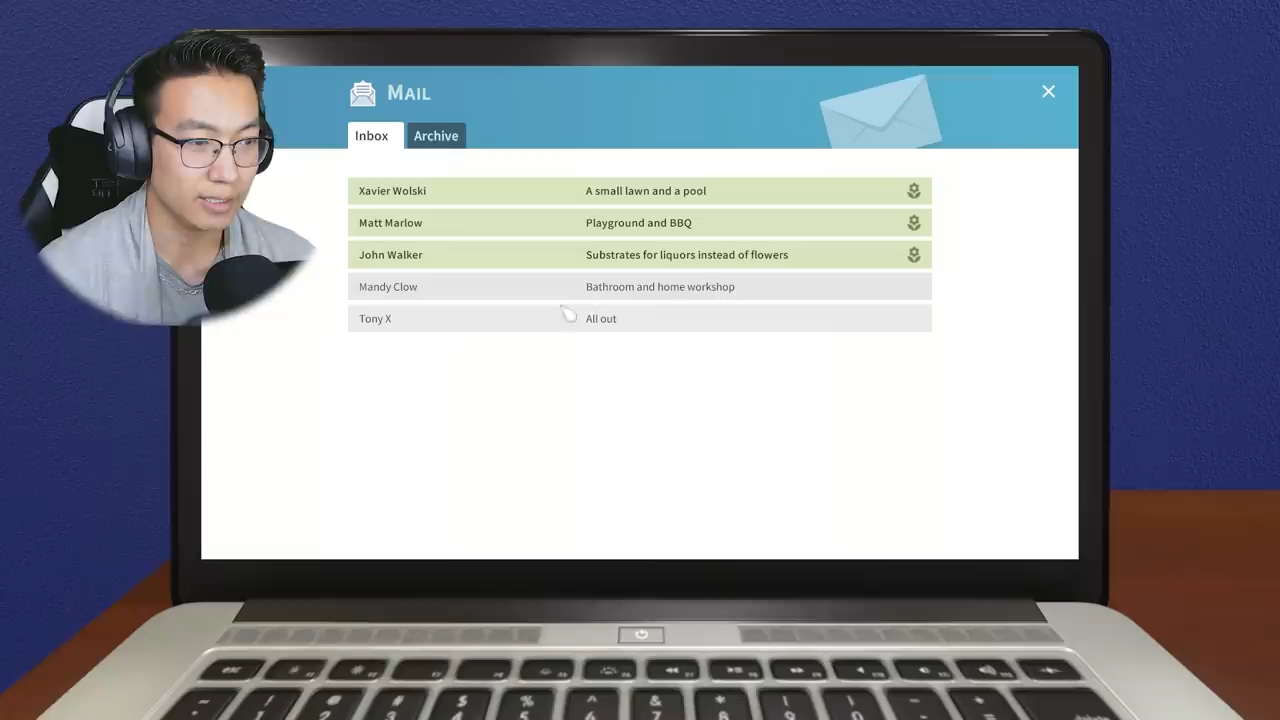 MAIL
Inbox Archive
Xavier Wolski A small lawn and a pool
Matt Marlow Playground and BBQ
John Walker Substrates for liquors instead of flowers
Mandy Clow Bathroom and home workshop
Tony X All out
esc